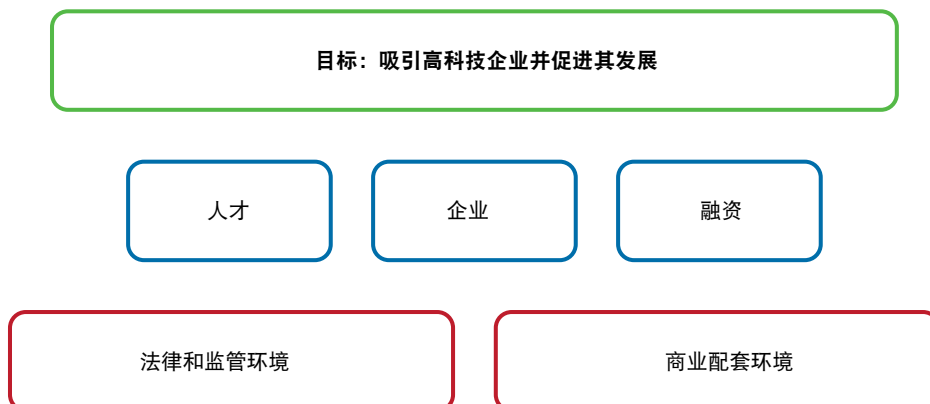 目标：吸引高科技企业并促进其发展
人才
企业
融资
法律和监管环境
商业配套环境